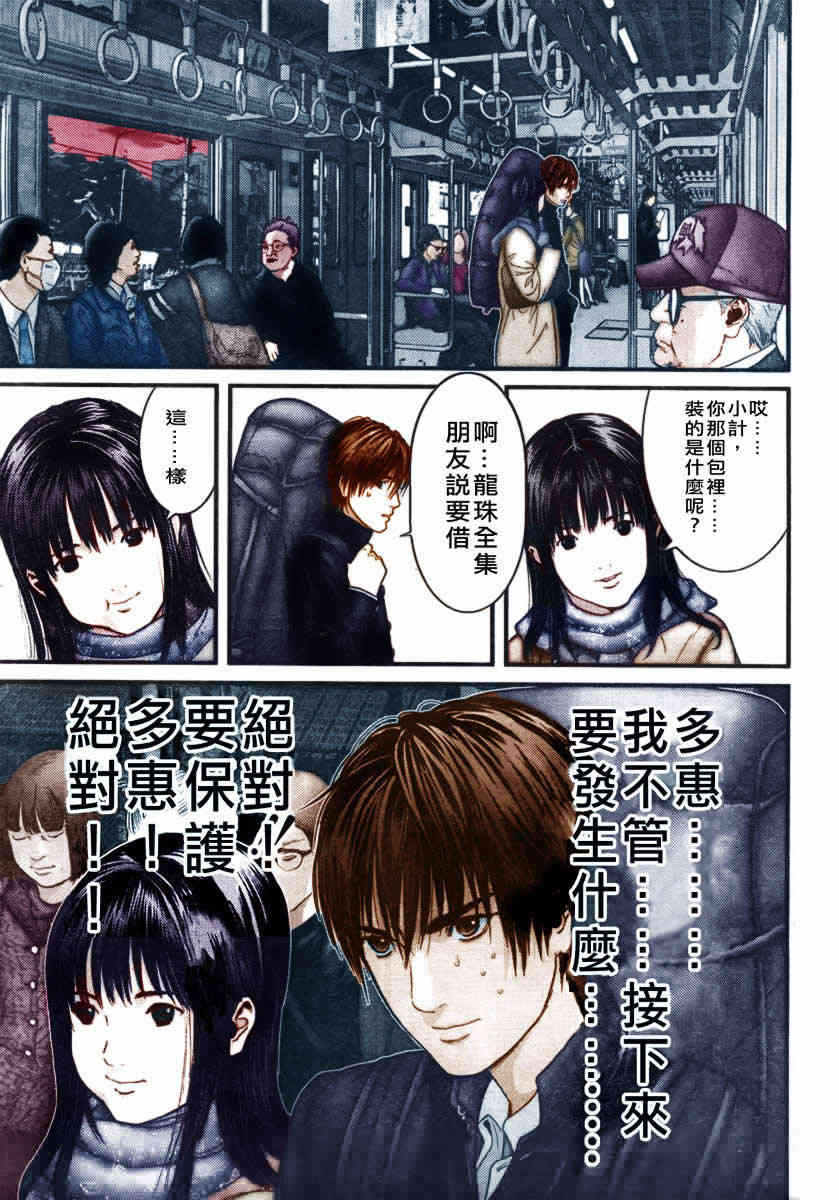 哎……
小計，
你那個包裡……
裝的是什麼呢？
啊…龍珠全集
朋友說要借
這……樣
多惠………
我不管……接下來
要發生什麼………
絕對！
要保護
多惠！
絕對！！